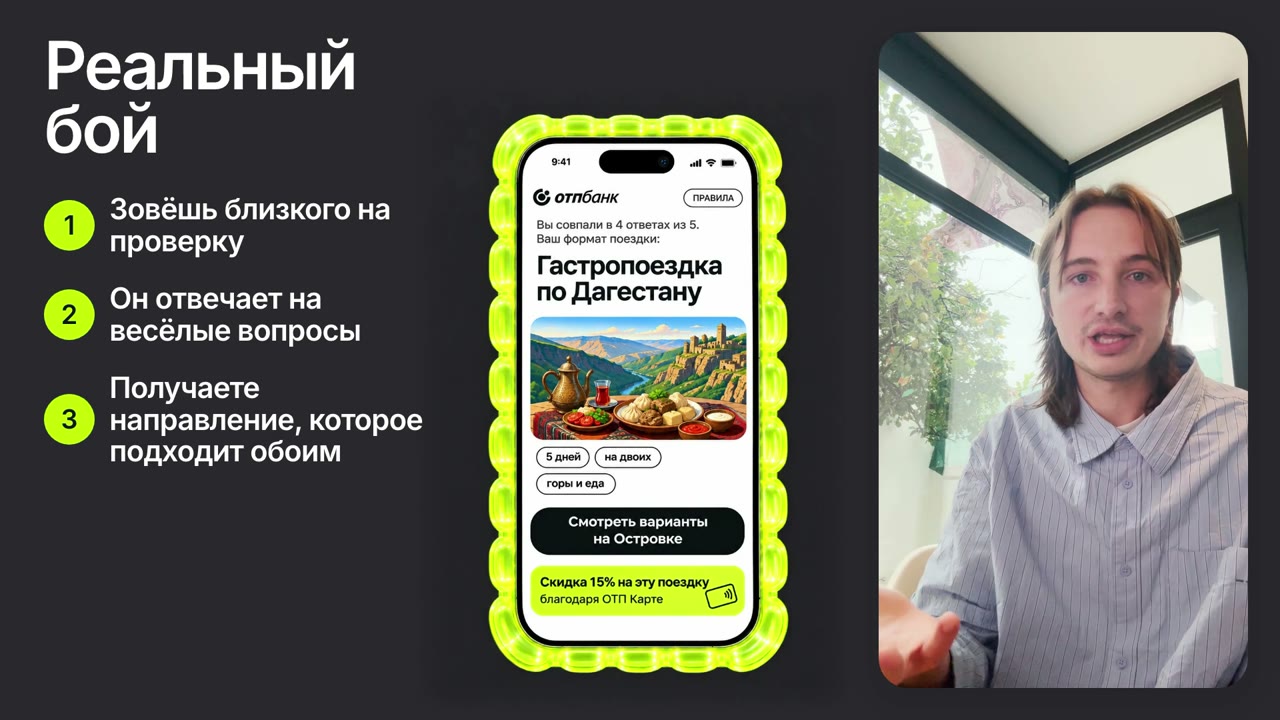 Реальный
бой
1
Зовёшь близкого на
проверку
2
Он отвечает на
весёлые вопросы
3
Получаете
направление, которое
подходит обоим
9:41
отпбанк
ПРАВИЛА
Вы совпали в 4 ответах из 5.
Ваш формат поездки:
Гастропоездка
по Дагестану
5 дней
на двоих
горы и еда
Смотреть варианты
на Островке
Скидка 15% на эту поездку
благодаря ОТП Карте